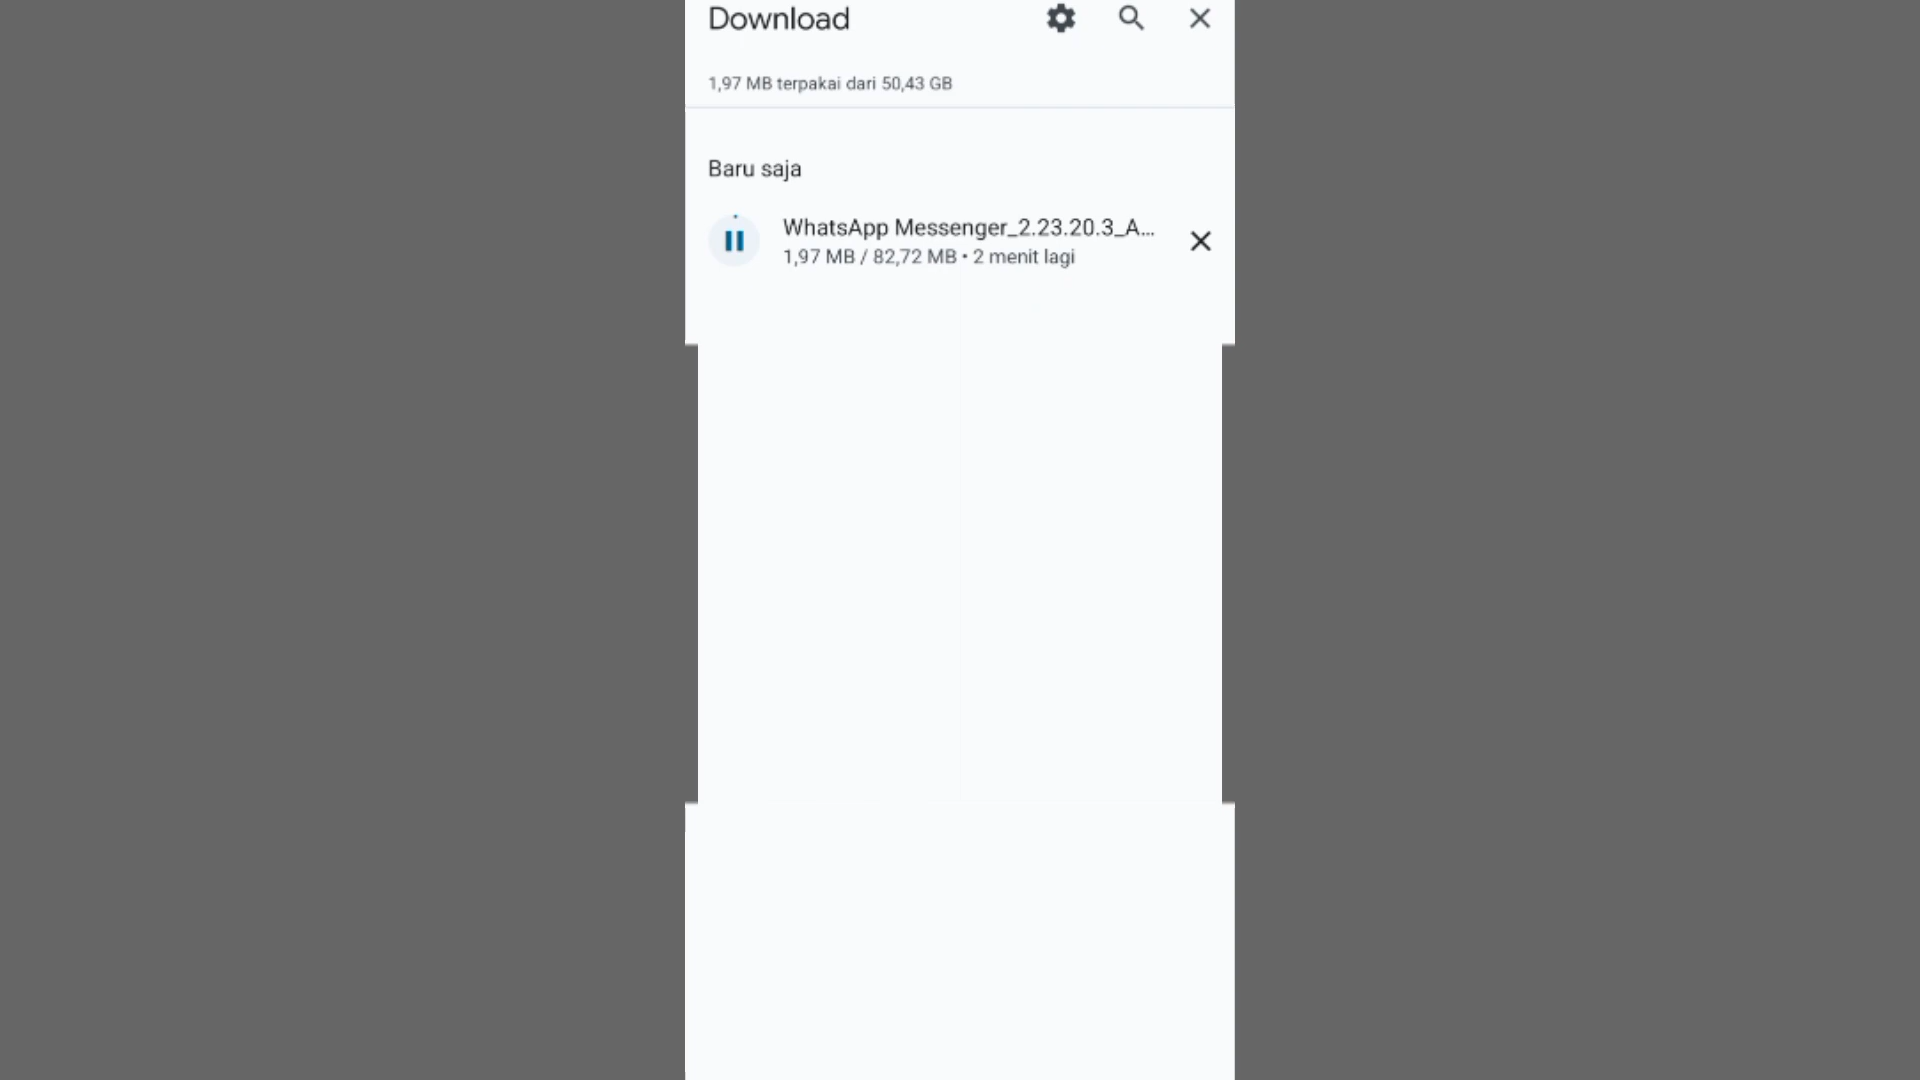 Download
1,97 MB terpakai dari 50,43 GB
Baru saja
WhatsApp Messenger_2.23.20.3_A...
1,97 MB / 82,72 MB • 2 menit lagi